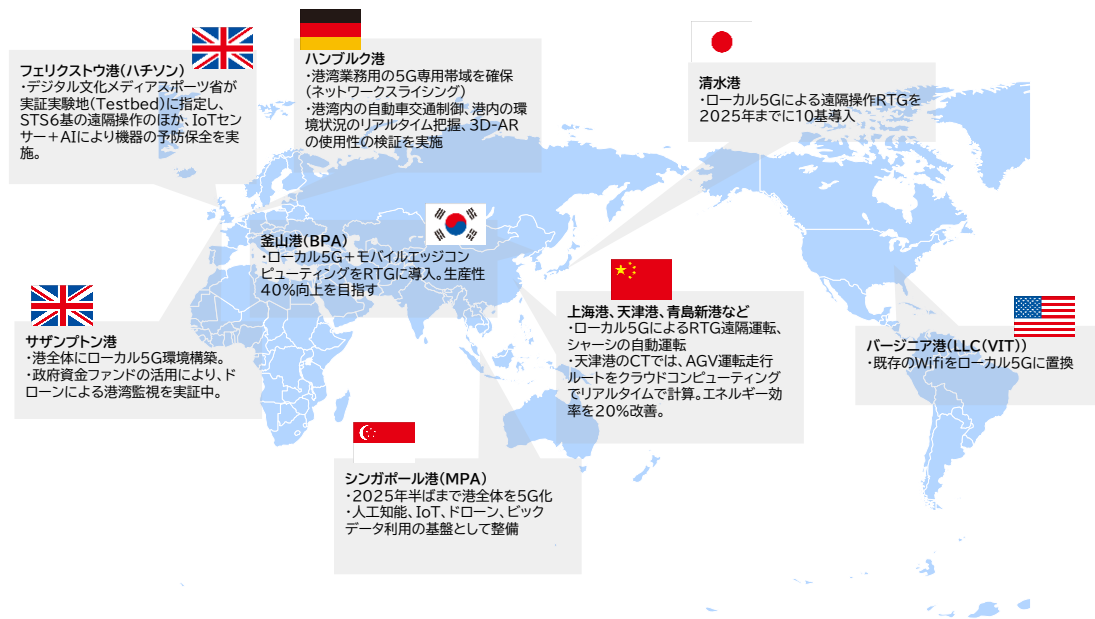 フェリクストウ港（ハチソン）
・デジタル文化メディアスポーツ省が
実証実験地（Testbed）に指定し、
STS6基の遠隔操作のほか、IoTセン
サー＋AIにより機器の予防保全を実
施。
ハンブルク港
・港湾業務用の5G専用帯域を確保
（ネットワークスライシング）
・港湾内の自動車交通制御、港内の環
境状況のリアルタイム把握、3D-AR
の使用性の検証を実施
清水港
・ローカル5Gによる遠隔操作RTGを
2025年までに10基導入
釜山港（BPA）
・ローカル5G＋モバイルエッジコン
ピューティングをRTGに導入。生産性
40％向上を目指す
サザンプトン港
・港全体にローカル5G環境構築。
・政府資金ファンドの活用により、ド
ローンによる港湾監視を実証中。
上海港、天津港、青島新港など
・ローカル5GによるRTG遠隔運転、
シャーシの自動運転
・天津港のCTでは、AGV運転走行
ルートをクラウドコンピューティング
でリアルタイムで計算。エネルギー効
率を20％改善。
バージニア港（LLC（VIT））
・既存のWifiをローカル5Gに置換
シンガポール港（MPA）
・2025年半ばまで港全体を5G化
・人工知能、IoT、ドローン、ビック
データ利用の基盤として整備